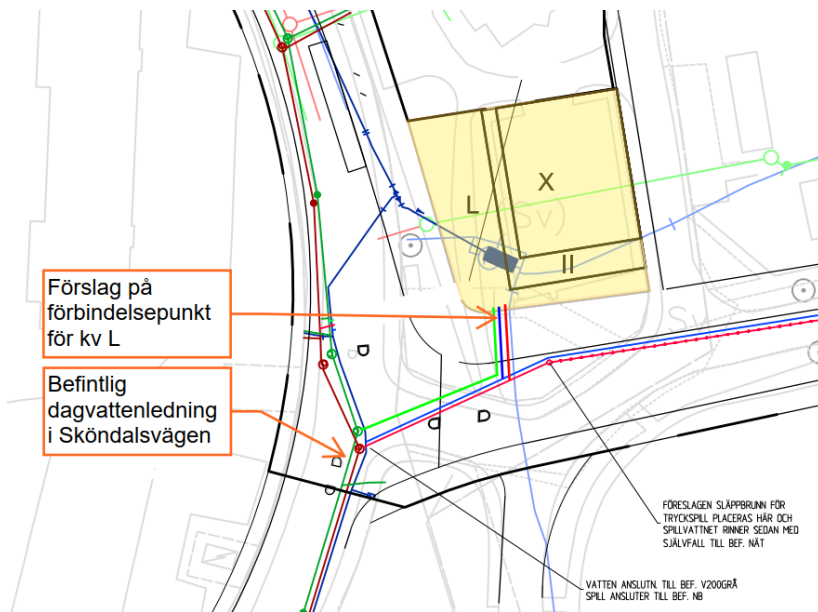 L
X
(Sv)
II
Sv
Förslag på
förbindelsepunkt
för kv L
Befintlig
dagvattenledning
i Sköndalsvägen
D
D
D
D
FÖRESLAGEN SLÄPPBRUNN FÖR
TRYCKSPILL PLACERAS HÄR OCH
SPILLVATTNET RINNER SEDAN MED
SJÄLVFALL TILL BEF. NÄT
VATTEN ANSLUTN. TILL BEF. V200GRÅ
SPILL ANSLUTER TILL BEF. NB